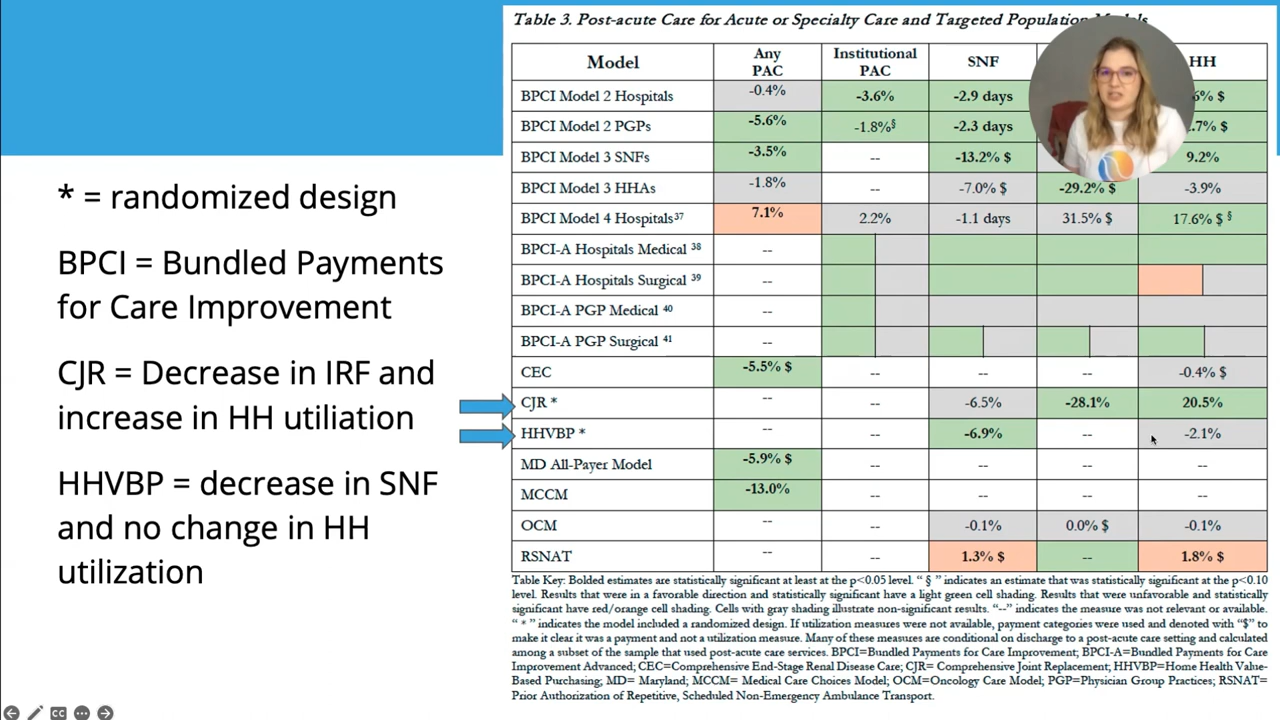 Table 3. Post-acute Care for Acute or Specialty Care and Targeted Population
* = randomized design
BPCI = Bundled Payments
for Care Improvement
CJR = Decrease in IRF and
increase in HH utiliation
HHVBP = decrease in SNF
and no change in HH
utilization
Model Any PAC Institutional PAC SNF HH
BPCI Model 2 Hospitals -0.4% -3.6% -2.9 days 6% $
BPCI Model 2 PGPs -5.6% -1.8%§ -2.3 days .7% $
BPCI Model 3 SNFs -3.5% -- -13.2% $ 9.2%
BPCI Model 3 HHAs -1.8% -- -7.0% $ -29.2% $ -3.9%
BPCI Model 4 Hospitals37 7.1% 2.2% -1.1 days 31.5% $ 17.6% $ §
BPCI-A Hospitals Medical 38 --
BPCI-A Hospitals Surgical 39 --
BPCI-A PGP Medical 40 --
BPCI-A PGP Surgical 41 --
CEC -5.5% $ -- -- -- -0.4% $
CJR * -- -- -6.5% -28.1% 20.5%
HHVBP * -- -- -6.9% -- -2.1%
MD All-Payer Model -5.9% $ -- -- -- --
MCCM -13.0% -- -- -- --
OCM -- -- -0.1% 0.0% $ -0.1%
RSNAT -- -- 1.3% $ -- 1.8% $
Table Key: Bolded estimates are statistically significant at least at the p<0.05 level. “ § ” indicates an estimate that was statistically significant at the p<0.10
level. Results that were in a favorable direction and statistically significant have a light green cell shading. Results that were unfavorable and statistically
significant have red/orange cell shading. Cells with gray shading illustrate non-significant results. “--” indicates the measure was not relevant or available.
“ * ” indicates the model included a randomized design. If utilization measures were not available, payment categories were used and denoted with “$” to
make it clear it was a payment and not a utilization measure. Many of these measures are conditional on discharge to a post-acute care setting and calculated
among a subset of the sample that used post-acute care services. BPCI=Bundled Payments for Care Improvement; BPCI-A=Bundled Payments for Care
Improvement Advanced; CEC=Comprehensive End-Stage Renal Disease Care; CJR= Comprehensive Joint Replacement; HHVBP=Home Health Value-
Based Purchasing; MD= Maryland; MCCM= Medical Care Choices Model; OCM=Oncology Care Model; PGP=Physician Group Practices; RSNAT=
Prior Authorization of Repetitive, Scheduled Non-Emergency Ambulance Transport.
CC